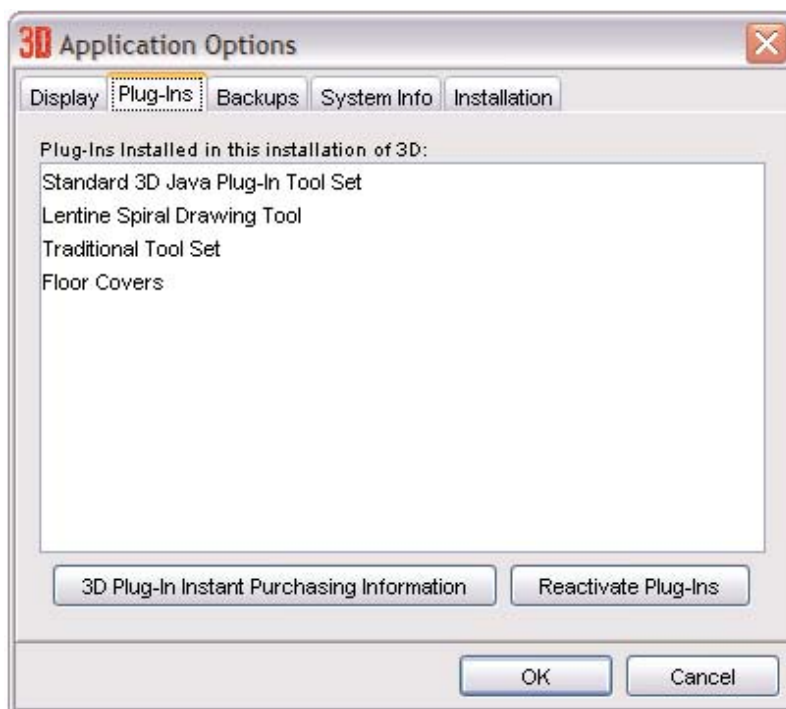 3D Application Options
Display Plug-Ins Backups System Info Installation
Plug-Ins Installed in this installation of 3D:
Standard 3D Java Plug-In Tool Set
Lentine Spiral Drawing Tool
Traditional Tool Set
Floor Covers
3D Plug-In Instant Purchasing Information Reactivate Plug-Ins
OK Cancel